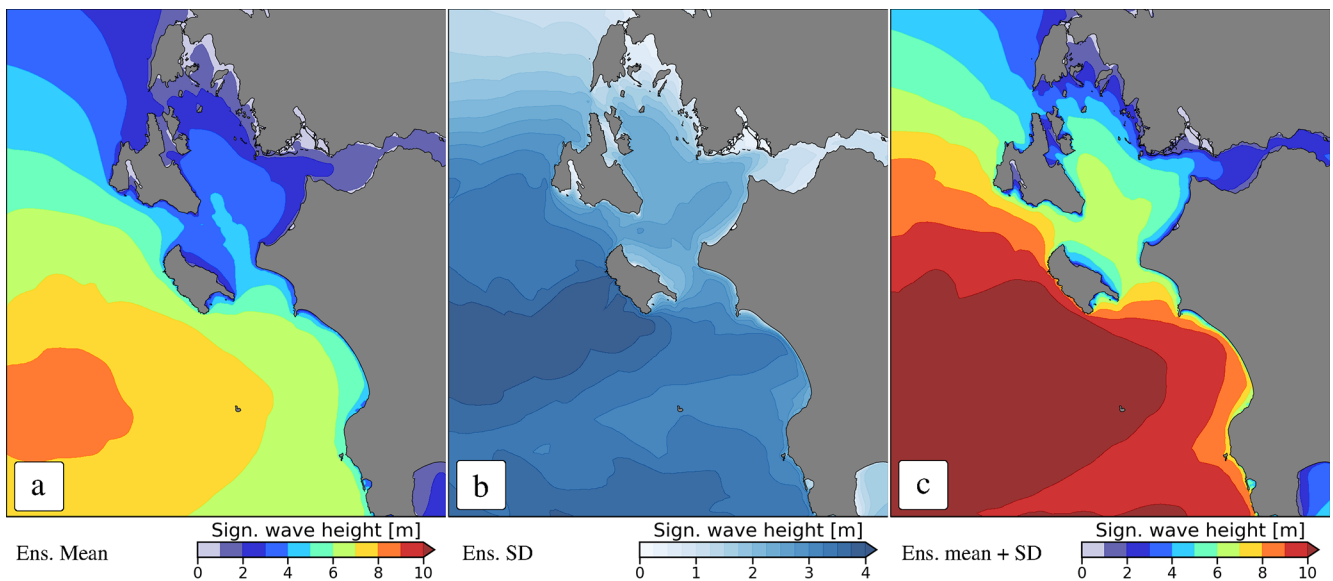 a
b
c
Ens. Mean
Sign. wave height [m]
0 2 4 6 8 10
Ens. SD
Sign. wave height [m]
0 1 2 3 4
Ens. mean + SD
Sign. wave height [m]
0 2 4 6 8 10